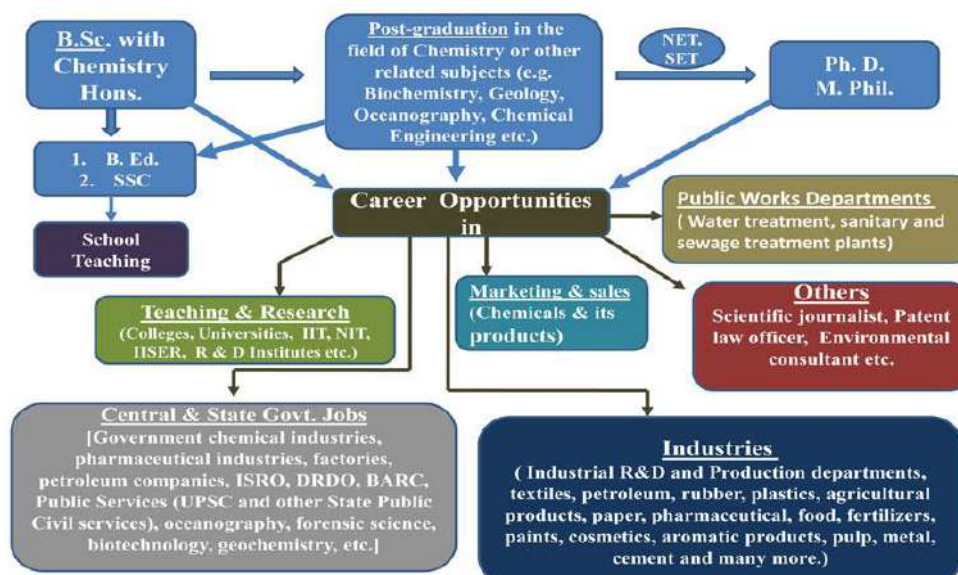 B.Sc. with
Chemistry
Hons.
Post-graduation in the
field of Chemistry or other
related subjects (e.g.
Biochemistry, Geology,
Oceanography, Chemical
Engineering etc.)
NET,
SET
Ph. D.
M. Phil.
1. B. Ed.
2. SSC
School
Teaching
Career Opportunities
in
Public Works Departments
( Water treatment, sanitary and
sewage treatment plants)
Teaching & Research
(Colleges, Universities, IIT, NIT,
IISER, R & D Institutes etc.)
Marketing & sales
(Chemicals & its
products)
Others
Scientific journalist, Patent
law officer, Environmental
consultant etc.
Central & State Govt. Jobs
[Government chemical industries,
pharmaceutical industries, factories,
petroleum companies, ISRO, DRDO, BARC,
Public Services (UPSC and other State Public
Civil services), oceanography, forensic science,
biotechnology, geochemistry, etc.]
Industries
( Industrial R&D and Production departments,
textiles, petroleum, rubber, plastics, agricultural
products, paper, pharmaceutical, food, fertilizers,
paints, cosmetics, aromatic products, pulp, metal,
cement and many more.)